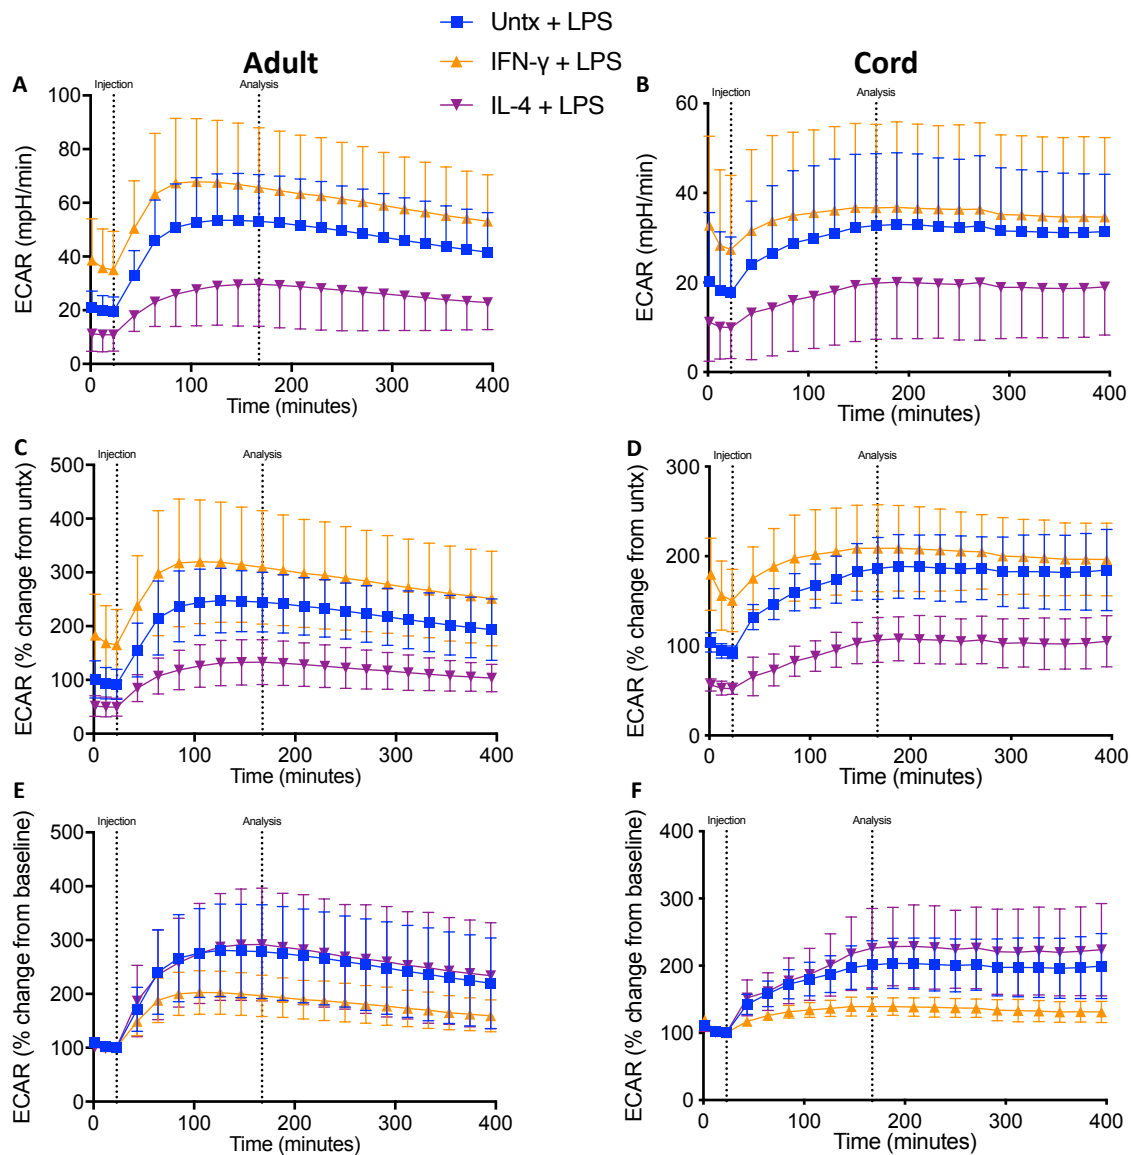 Untx + LPS
IFN-γ + LPS
IL-4 + LPS
Adult
Cord
A
Injection
Analysis
ECAR (mpH/min)
100
80
60
40
20
0
0
100
200
300
400
Time (minutes)
B
Injection
Analysis
ECAR (mpH/min)
60
40
20
0
0
100
200
300
400
Time (minutes)
C
Injection
Analysis
ECAR (% change from untx)
500
400
300
200
100
0
0
100
200
300
400
Time (minutes)
D
Injection
Analysis
ECAR (% change from untx)
300
200
100
0
0
100
200
300
400
Time (minutes)
E
Injection
Analysis
ECAR (% change from baseline)
500
400
300
200
100
0
0
100
200
300
400
Time (minutes)
F
Injection
Analysis
ECAR (% change from baseline)
400
300
200
100
0
0
100
200
300
400
Time (minutes)